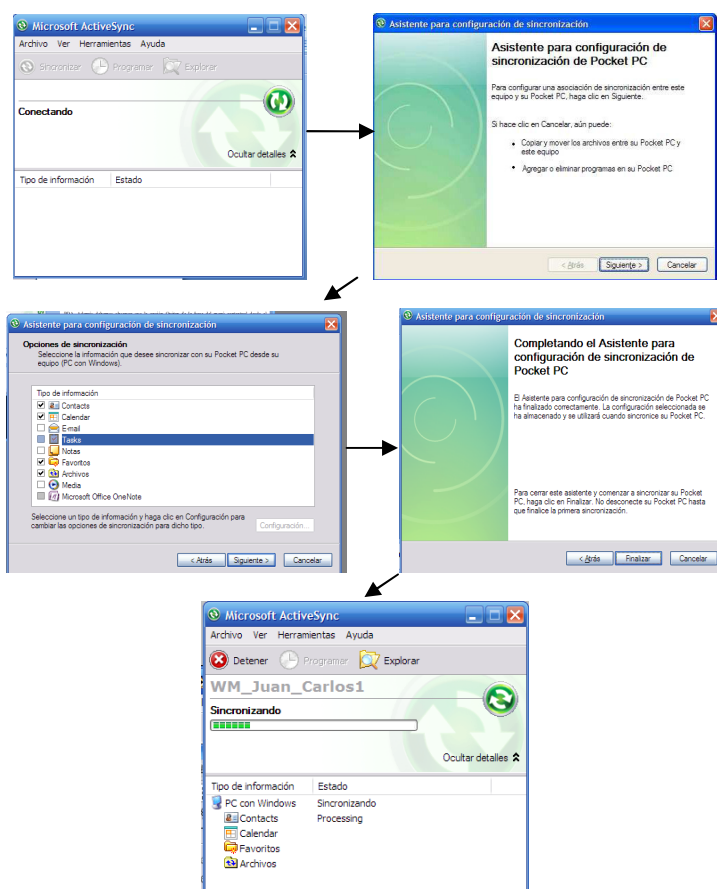 Microsoft ActiveSync
Archivo Ver Herramientas Ayuda
Sincronizar Programar Explorar
Conectando
Ocultar detalles
Tipo de información Estado
Asistente para configuración de sincronización
Asistente para configuración de
sincronización de Pocket PC
Para configurar una asociación de sincronización entre este
equipo y su Pocket PC, haga clic en Siguiente.
Si hace clic en Cancelar, aún puede:
• Copiar y mover los archivos entre su Pocket PC y
este equipo
• Agregar o eliminar programas en su Pocket PC
< Atrás Siguiente > Cancelar
Asistente para configuración de sincronización
Opciones de sincronización
Seleccione la información que desee sincronizar con su Pocket PC desde su
equipo (PC con Windows).
Tipo de información
Contacts
Calendar
E-mail
Tasks
Notas
Favoritos
Archivos
Media
Microsoft Office OneNote
Seleccione un tipo de información y haga clic en Configuración para
cambiar las opciones de sincronización para dicho tipo.
Configuración...
< Atrás Siguiente > Cancelar
Asistente para configuración de sincronización
Completando el Asistente para
configuración de sincronización de
Pocket PC
El Asistente para configuración de sincronización de Pocket PC
ha finalizado correctamente. La configuración seleccionada se
ha almacenado y se utilizará cuando sincronice su Pocket PC.
Para cerrar este asistente y comenzar a sincronizar su Pocket
PC, haga clic en Finalizar. No desconecte su Pocket PC hasta
que finalice la primera sincronización.
< Atrás Finalizar Cancelar
Microsoft ActiveSync
Archivo Ver Herramientas Ayuda
Detener Programar Explorar
WM_Juan_Carlos1
Sincronizando
Ocultar detalles
Tipo de información Estado
PC con Windows Sincronizando
Contacts Processing
Calendar
Favoritos
Archivos